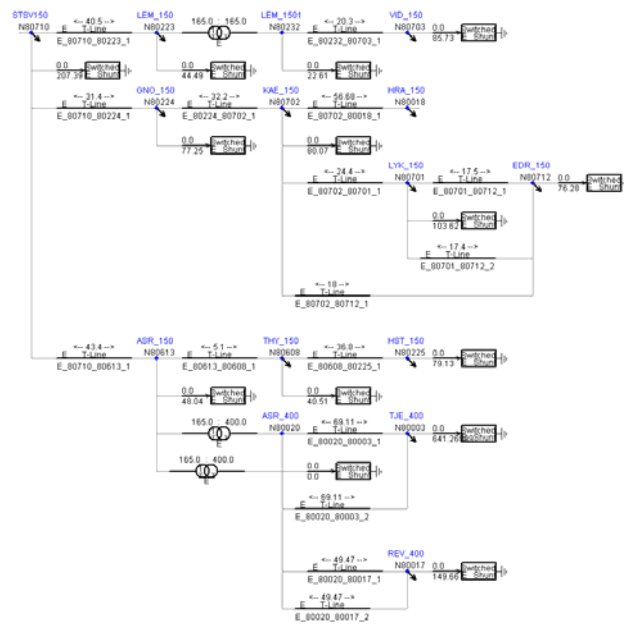 STSV150 <-- 40.5 --> LEM_150 165.0 : 165.0 LEM_1501 <-- 20.3 --> VID_150
N80710 E T-Line N80223 E N80232 E T-Line N80703 0.0 Switched E Shunt
E_80710_80223_1 E_80232_80703_1 85.73
0.0 Switched E Shunt 0.0 Switched E Shunt 0.0 Switched E Shunt
207.39 44.49 22.61
<-- 31.4 --> GNO_150 <-- 32.2 --> KAE_150 <-- 56.68 --> HRA_150
E T-Line N80224 E T-Line N80702 E T-Line N80018
E_80710_80224_1 E_80224_80702_1 E_80702_80018_1
0.0 Switched E Shunt 0.0 Switched E Shunt
77.25 80.07
<-- 24.4 --> LYK_150 <-- 17.5 --> EDR_150
E T-Line N80701 E T-Line N80712 0.0 Switched E Shunt
E_80702_80701_1 E_80701_80712_1 76.28
0.0 Switched E Shunt
103.62
<-- 17.4 -->
E T-Line
E_80701_80712_2
<-- 18 -->
E T-Line
E_80702_80712_1
<-- 43.4 --> ASR_150 <-- 5.1 --> THY_150 <-- 36.8 --> HST_150
E T-Line N80613 E T-Line N80608 E T-Line N80225 0.0 Switched E Shunt
E_80710_80613_1 E_80613_80608_1 E_80608_80225_1 79.13
0.0 Switched E Shunt 0.0 Switched E Shunt
48.04 40.51
165.0 : 400.0 ASR_400 <-- 69.11 --> TJE_400
E N80020 E T-Line N80003 0.0 Switched Shunt
E_80020_80003_1 641.26
165.0 : 400.0 0.0 Switched E Shunt
E 0.0
<-- 69.11 -->
E T-Line
E_80020_80003_2
<-- 49.47 --> REV_400
E T-Line N80017 0.0 Switched E Shunt
E_80020_80017_1 149.66
<-- 49.47 -->
E T-Line
E_80020_80017_2